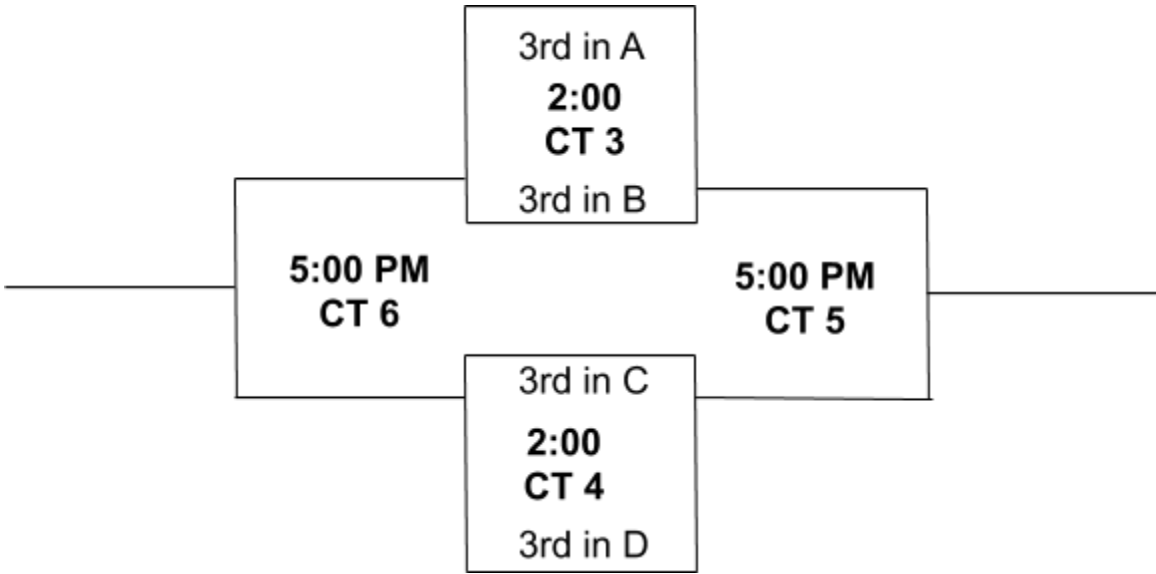 3rd in A
2:00
CT 3
3rd in B
5:00 PM
CT 6
5:00 PM
CT 5
3rd in C
2:00
CT 4
3rd in D